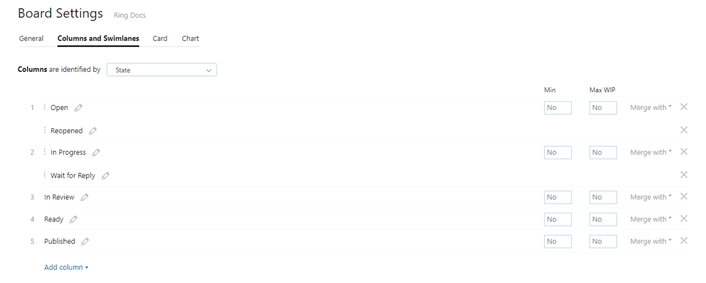 Board Settings Ring Docs
General Columns and Swimlanes Card Chart
Columns are identified by State
Min Max WIP
1 Open No No Merge with
Reopened
2 In Progress No No Merge with
Wait for Reply
3 In Review No No Merge with
4 Ready No No Merge with
5 Published No No Merge with
Add column